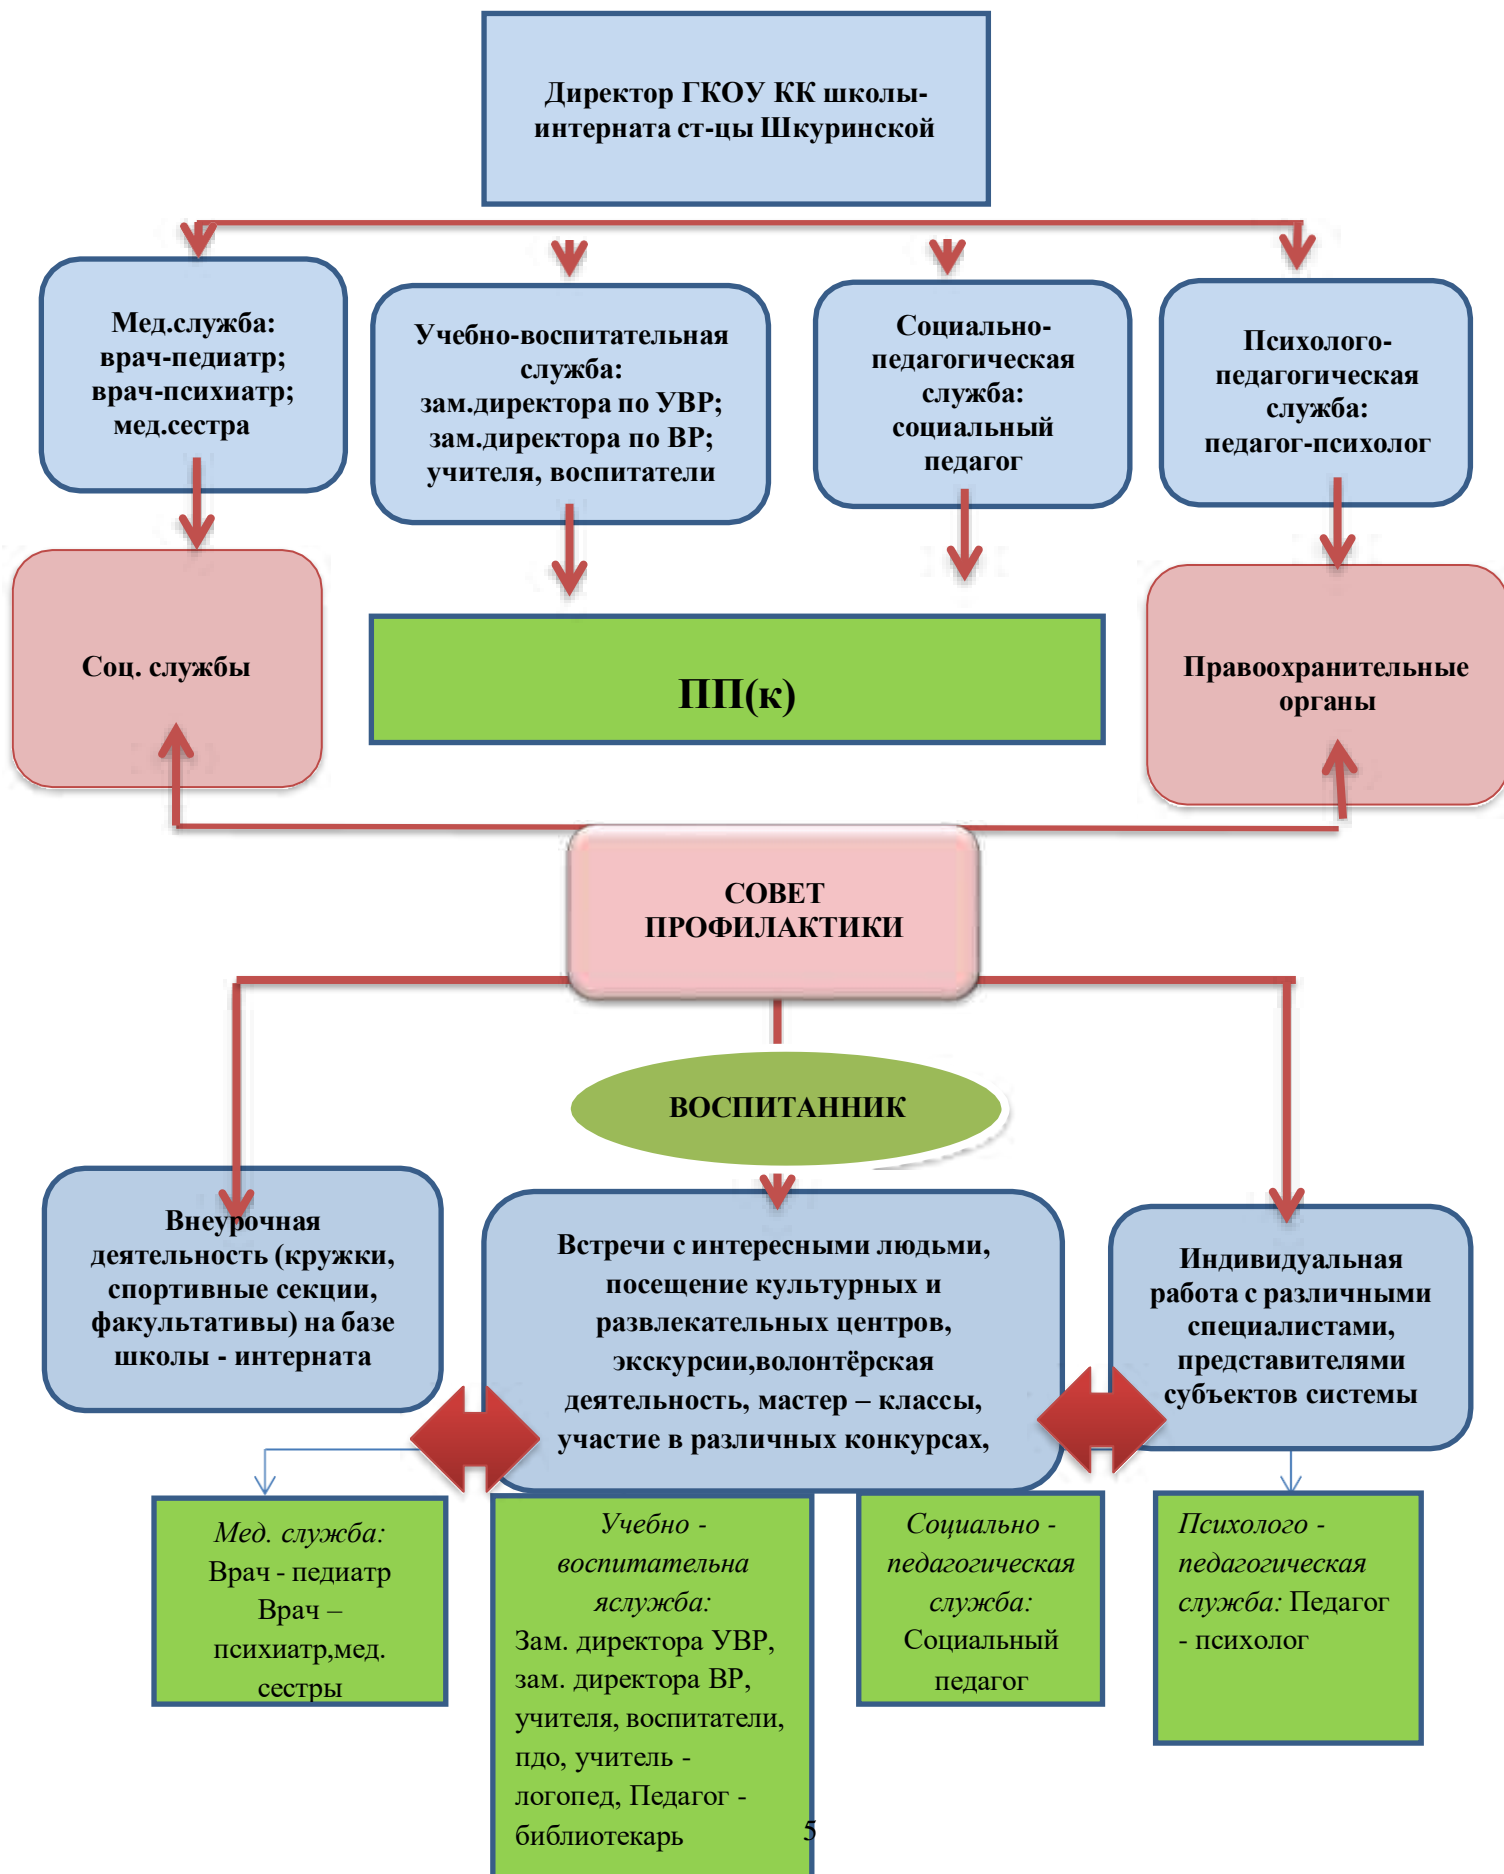 Директор ГКОУ КК школы-
интерната ст-цы Шкуринской
Мед.служба:
врач-педиатр;
врач-психиатр;
мед.сестра
Учебно-воспитательная
служба:
зам.директора по УВР;
зам.директора по ВР;
учителя, воспитатели
Социально-
педагогическая
служба:
социальный
педагог
Психолого-
педагогическая
служба:
педагог-психолог
Соц. службы
ПП(к)
Правоохранительные
органы
СОВЕТ
ПРОФИЛАКТИКИ
ВОСПИТАННИК
Внеурочная
деятельность (кружки,
спортивные секции,
факультативы) на базе
школы - интерната
Встречи с интересными людьми,
посещение культурных и
развлекательных центров,
экскурсии,волонтёрская
деятельность, мастер – классы,
участие в различных конкурсах,
Индивидуальная
работа с различными
специалистами,
представителями
субъектов системы
Мед. служба:
Врач - педиатр
Врач –
психиатр,мед.
сестры
Учебно -
воспитательна
яслужба:
Зам. директора УВР,
зам. директора ВР,
учителя, воспитатели,
пдо, учитель -
логопед, Педагог -
библиотекарь
Социально -
педагогическая
служба:
Социальный
педагог
Психолого -
педагогическая
служба: Педагог
- психолог
5